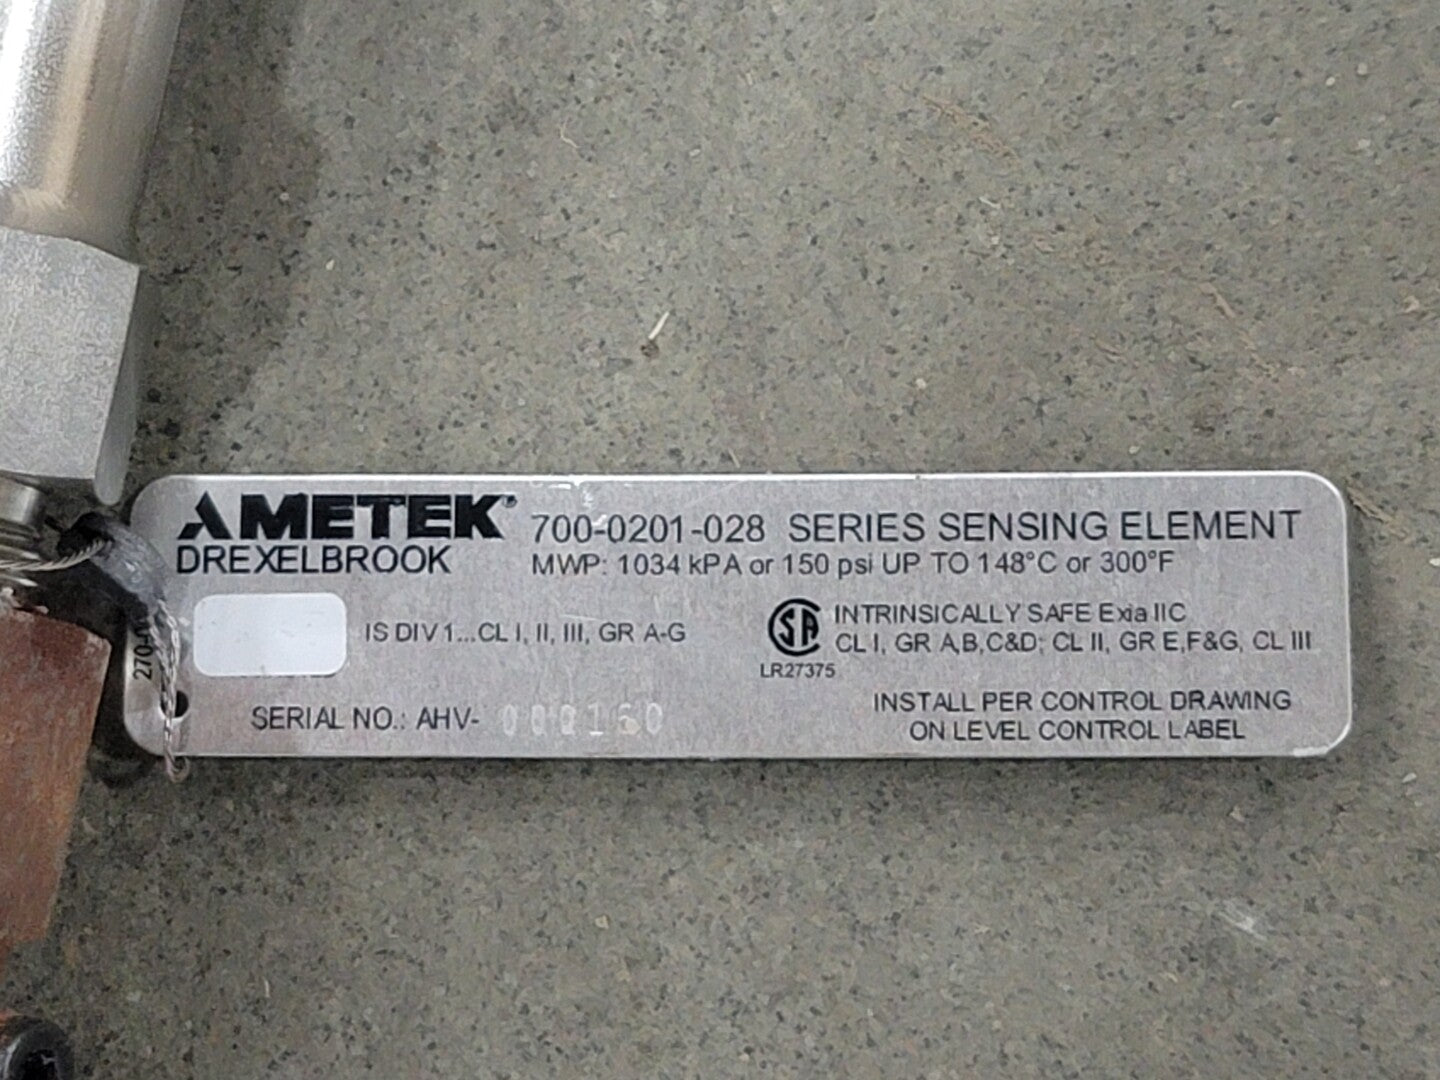 AMETEK®
DREXELBROOK
700-0201-028 SERIES SENSING ELEMENT
MWP: 1034 kPA or 150 psi UP TO 148°C or 300°F
IS DIV 1...CL I, II, III, GR A-G
SA
LR27375
INTRINSICALLY SAFE Exia IIC
CL I, GR A,B,C&D; CL II, GR E,F&G, CL III
SERIAL NO.: AHV- 000160
INSTALL PER CONTROL DRAWING
ON LEVEL CONTROL LABEL